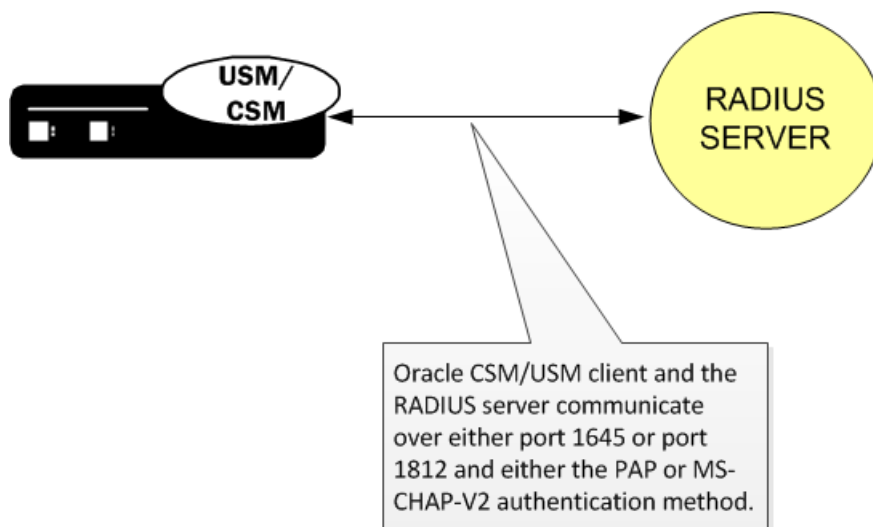 USM/
CSM
RADIUS
SERVER
Oracle CSM/USM client and the
RADIUS server communicate
over either port 1645 or port
1812 and either the PAP or MS-
CHAP-V2 authentication method.